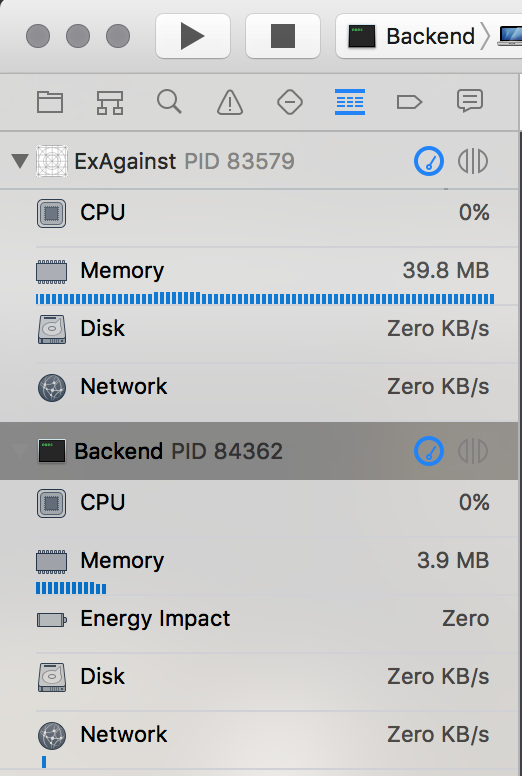 Backend
ExAgainst PID 83579
CPU 0%
Memory 39.8 MB
Disk Zero KB/s
Network Zero KB/s
Backend PID 84362
CPU 0%
Memory 3.9 MB
Energy Impact Zero
Disk Zero KB/s
Network Zero KB/s